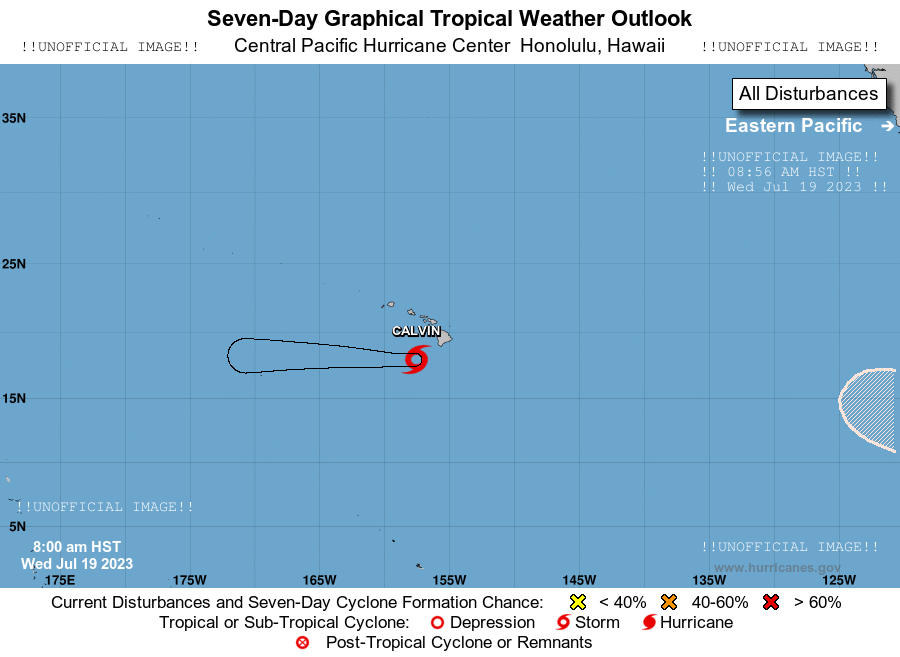 Seven-Day Graphical Tropical Weather Outlook
!!UNOFFICIAL IMAGE!! Central Pacific Hurricane Center Honolulu, Hawaii !!UNOFFICIAL IMAGE!!
All Disturbances
35N
Eastern Pacific →
!!UNOFFICIAL IMAGE!!
!! 08:56 AM HST !!
!! Wed Jul 19 2023 !!
25N
CALVIN
15N
!!UNOFFICIAL IMAGE!!
5N
8:00 am HST
!!UNOFFICIAL IMAGE!!
Wed Jul 19 2023
www.hurricanes.gov
175E 175W 165W 155W 145W 135W 125W
Current Disturbances and Seven-Day Cyclone Formation Chance: < 40% 40-60% > 60%
Tropical or Sub-Tropical Cyclone: Depression Storm Hurricane
Post-Tropical Cyclone or Remnants